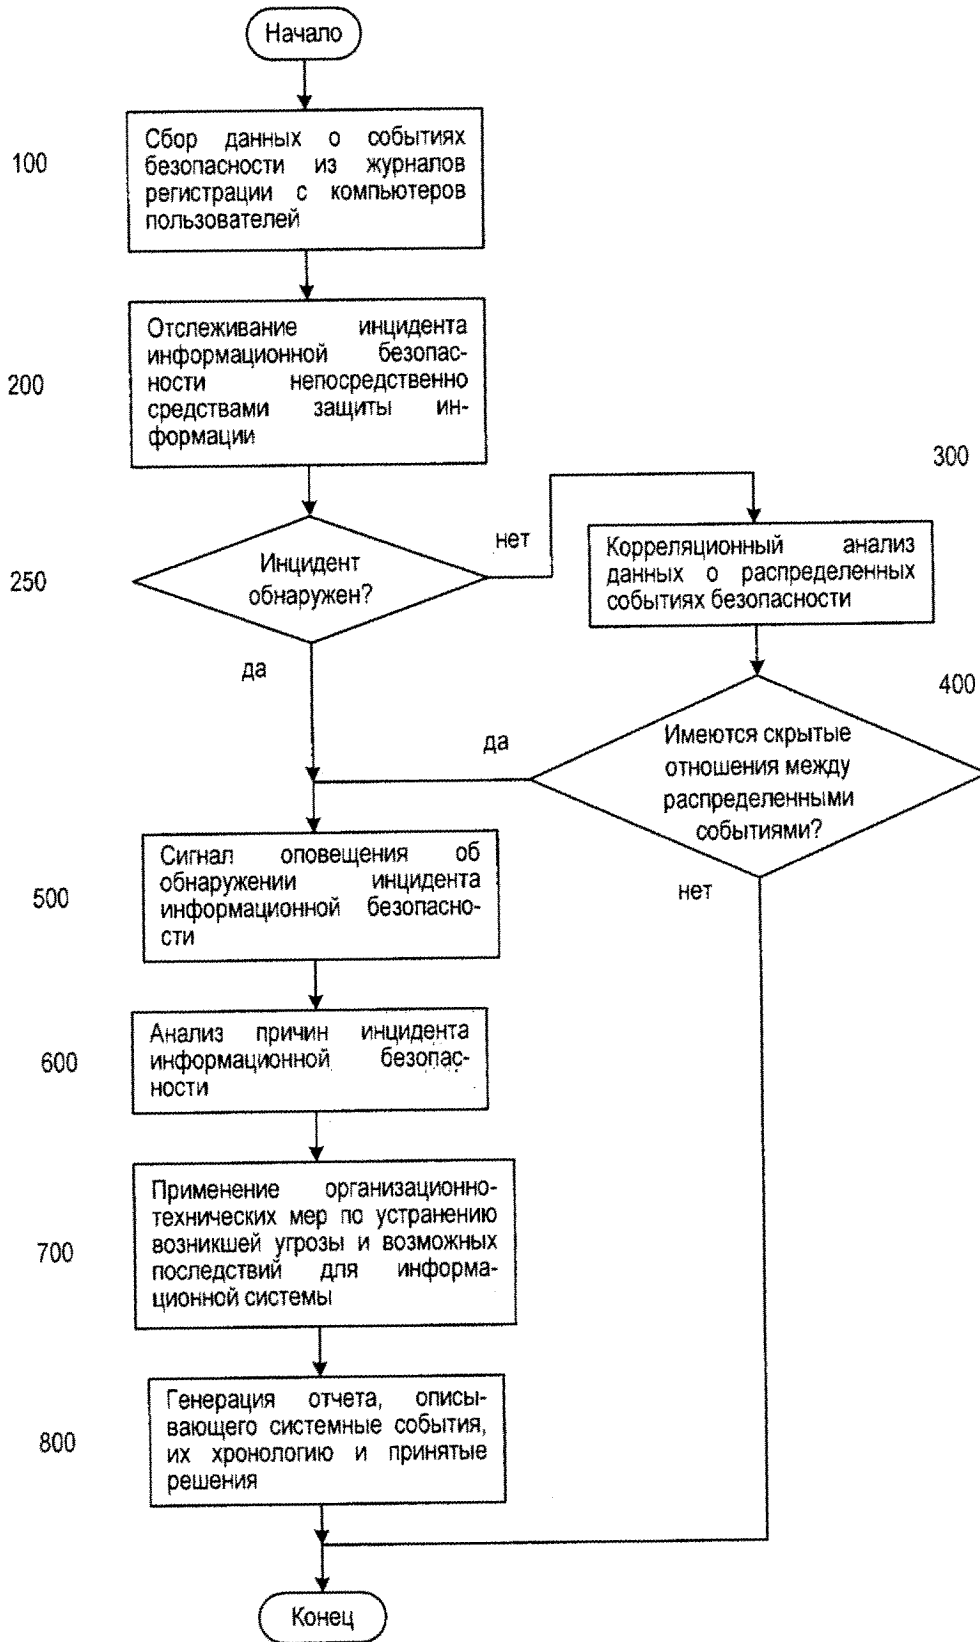 Начало
100
Сбор данных о событиях
безопасности из журналов
регистрации с компьютеров
пользователей
200
Отслеживание инцидента
информационной безопас-
ности непосредственно
средствами защиты ин-
формации
250
Инцидент
обнаружен?
нет
да
300
Корреляционный анализ
данных о распределенных
событиях безопасности
400
Имеются скрытые
отношения между
распределенными
событиями?
да
нет
500
Сигнал оповещения об
обнаружении инцидента
информационной безопасно-
сти
600
Анализ причин инцидента
информационной безопас-
ности
700
Применение организационно-
технических мер по устранению
возникшей угрозы и возможных
последствий для информа-
ционной системы
800
Генерация отчета, описы-
вающего системные события,
их хронологию и принятые
решения
Конец